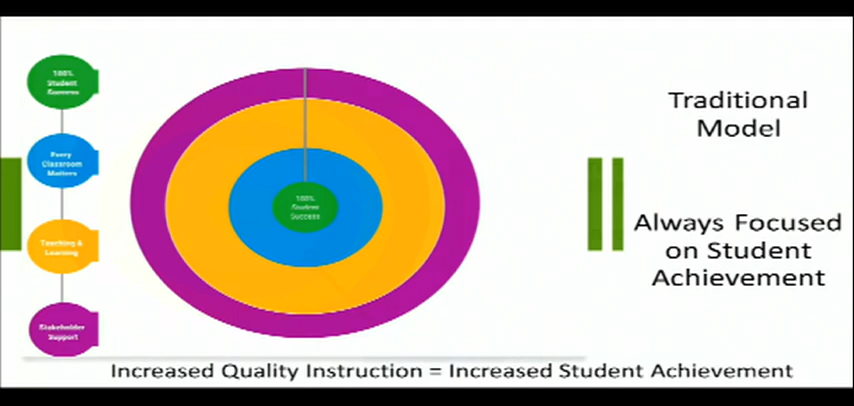 100%
Student
Success
Every
Classroom
Matters
Teaching &
Learning
Stakeholder
Support
100%
Student
Success
Traditional
Model
Always Focused
on Student
Achievement
Increased Quality Instruction = Increased Student Achievement